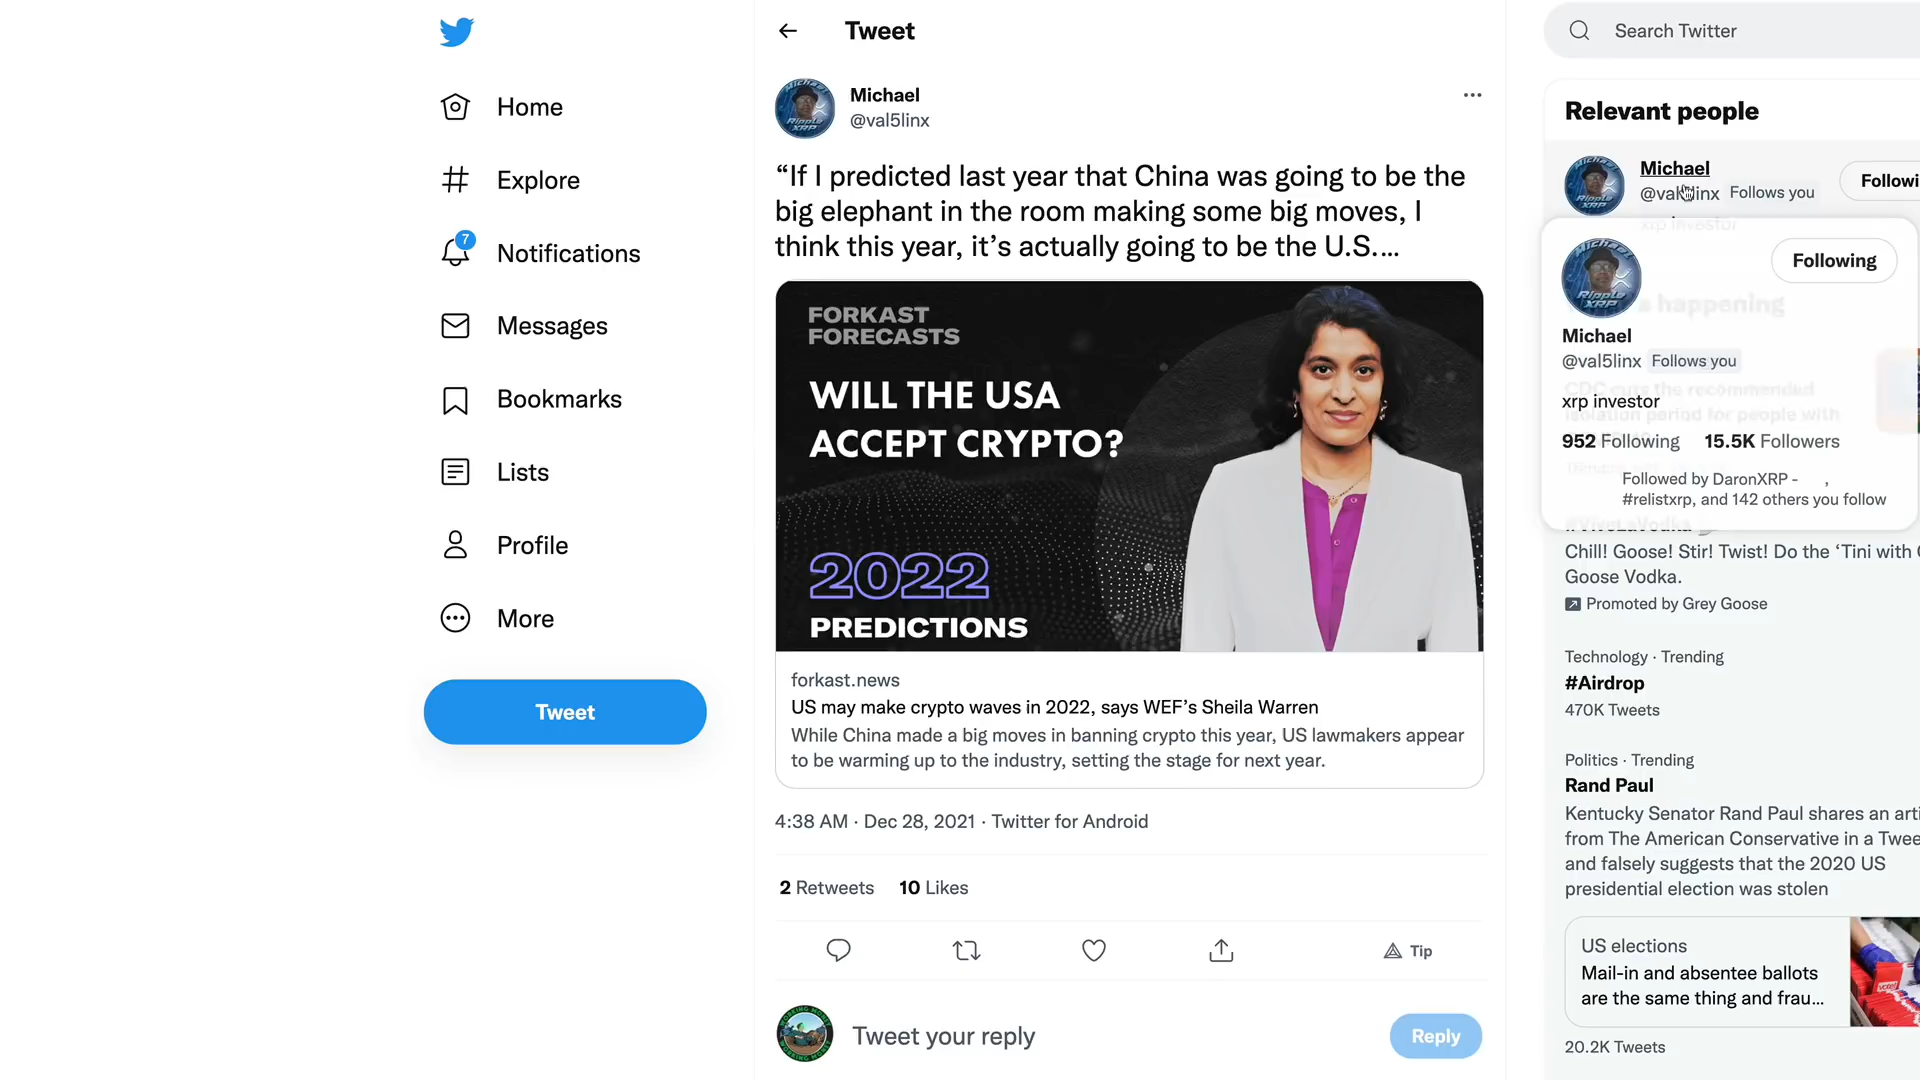 Home
Explore
7
Notifications
Messages
Bookmarks
Lists
Profile
More
Tweet
Tweet
Michael
@val5linx
“If I predicted last year that China was going to be the
big elephant in the room making some big moves, I
think this year, it’s actually going to be the U.S.…
FORKAST
FORECASTS
WILL THE USA
ACCEPT CRYPTO?
2022
PREDICTIONS
forkast.news
US may make crypto waves in 2022, says WEF’s Sheila Warren
While China made a big moves in banning crypto this year, US lawmakers appear
to be warming up to the industry, setting the stage for next year.
4:38 AM · Dec 28, 2021 · Twitter for Android
2 Retweets 10 Likes
Tip
Tweet your reply
Reply
Search Twitter
Relevant people
Michael
Follows you
Followi
xrp investor
Following
happening
Michael
@val5linx Follows you
CDC cuts the recommended
xrp investor
isolation period for people with
952 Following 15.5K Followers
Followed by DaronXRP - ,
#relistxrp, and 142 others you follow
Chill! Goose! Stir! Twist! Do the ‘Tini with
Goose Vodka.
Promoted by Grey Goose
Technology · Trending
#Airdrop
470K Tweets
Politics · Trending
Rand Paul
Kentucky Senator Rand Paul shares an arti
from The American Conservative in a Twee
and falsely suggests that the 2020 US
presidential election was stolen
US elections
Mail-in and absentee ballots
are the same thing and frau...
20.2K Tweets